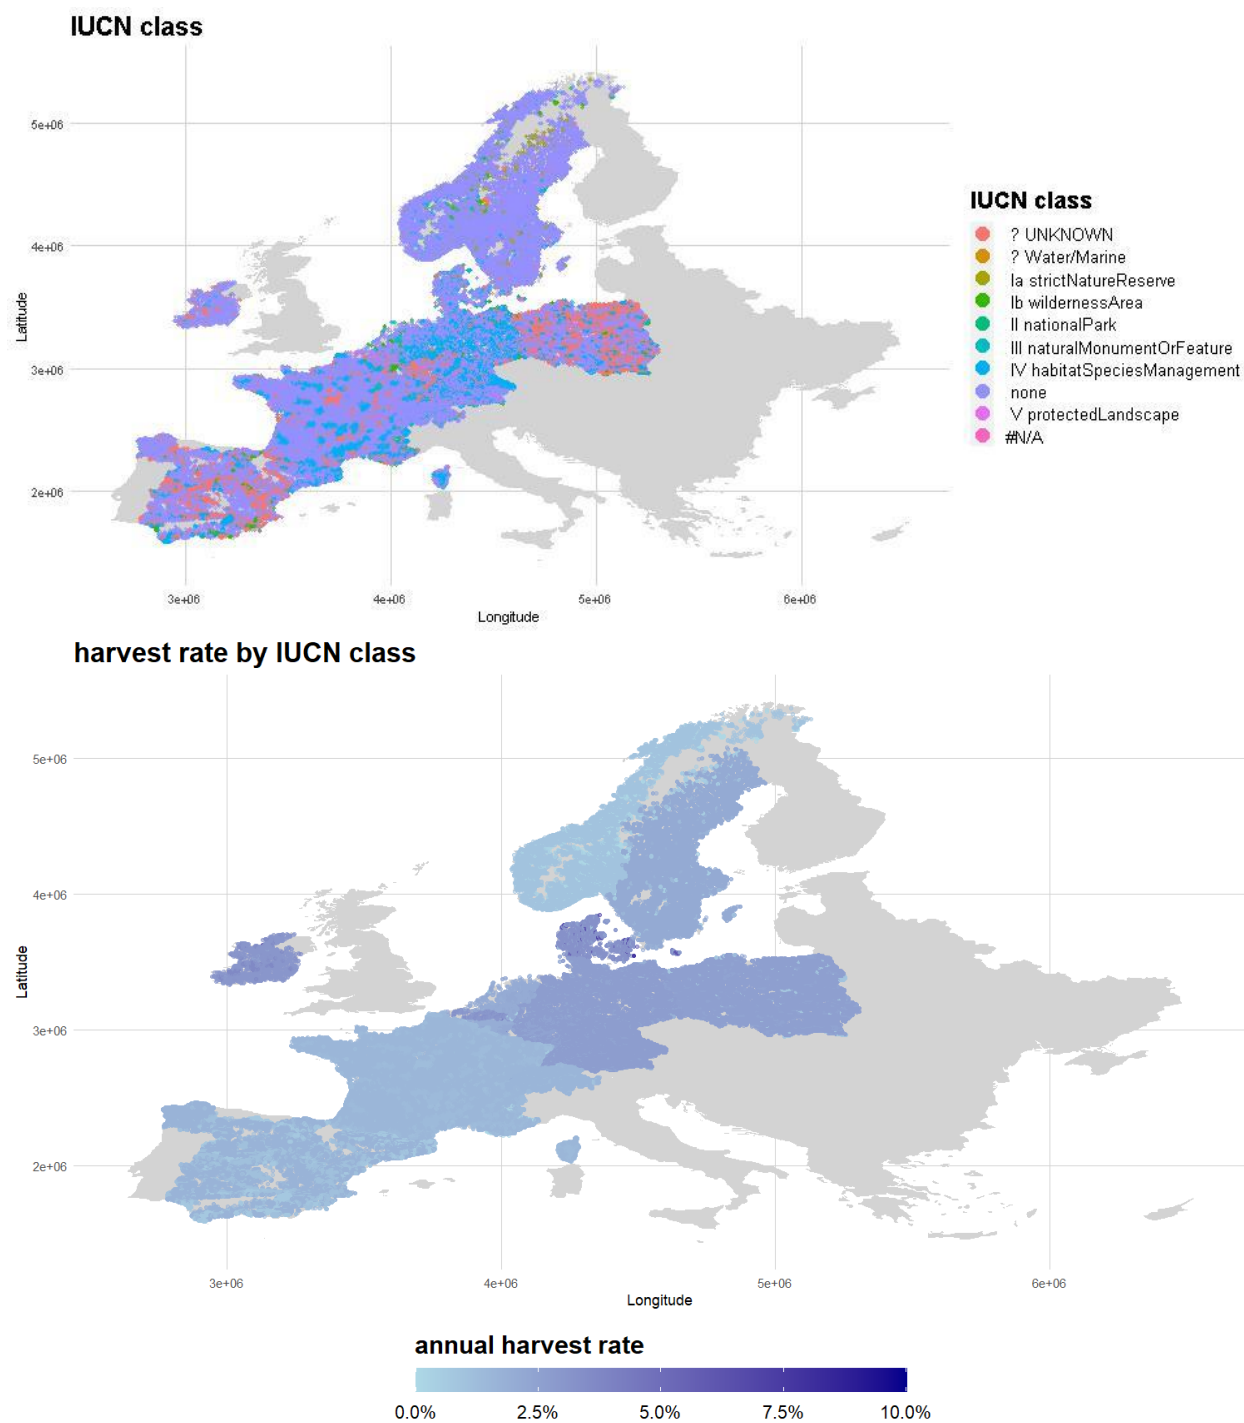 IUCN class
5e+06
4e+06
3e+06
2e+06
Latitude
3e+06
4e+06
5e+06
6e+06
Longitude
IUCN class
? UNKNOWN
? Water/Marine
Ia strictNatureReserve
Ib wildernessArea
II nationalPark
III naturalMonumentOrFeature
IV habitatSpeciesManagement
none
V protectedLandscape
#N/A
harvest rate by IUCN class
5e+06
4e+06
3e+06
2e+06
Latitude
3e+06
4e+06
5e+06
6e+06
Longitude
annual harvest rate
0.0%
2.5%
5.0%
7.5%
10.0%